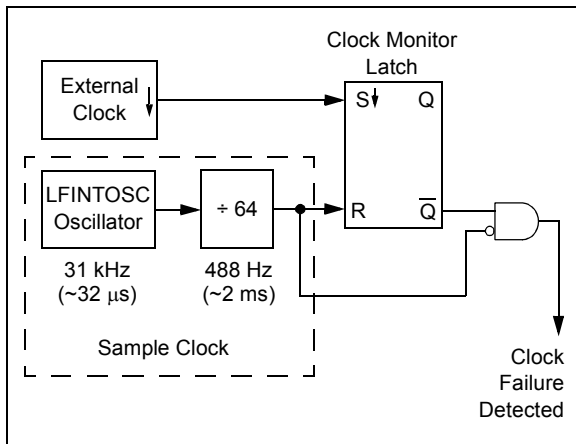 Clock Monitor
Latch
External
Clock
S
Q
LFINTOSC
Oscillator
÷ 64
R
Q̅
31 kHz
(~32 μs)
488 Hz
(~2 ms)
Sample Clock
Clock
Failure
Detected